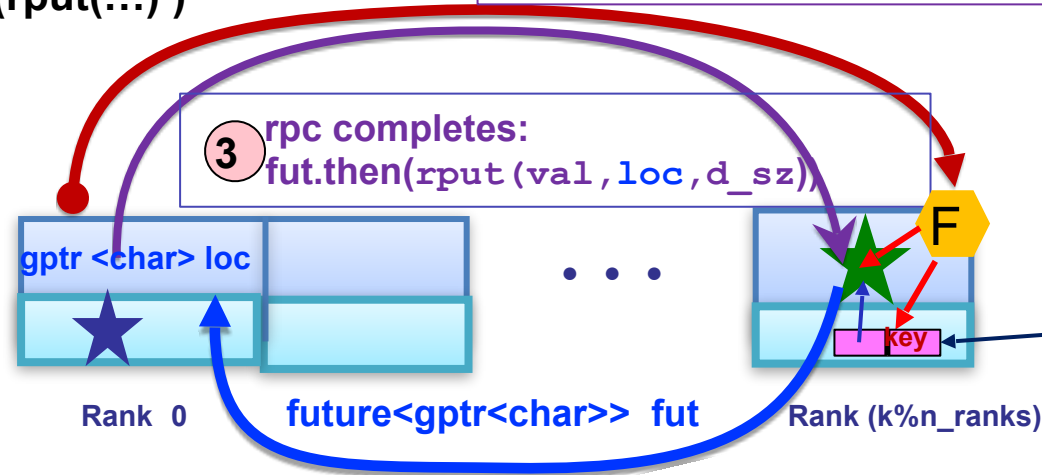 rput(...) )
3
rpc completes:
fut.then(rput(val,loc,d_sz))
F
gptr <char> loc
. . .
key
Rank 0
future<gptr<char>> fut
Rank (k%n_ranks)